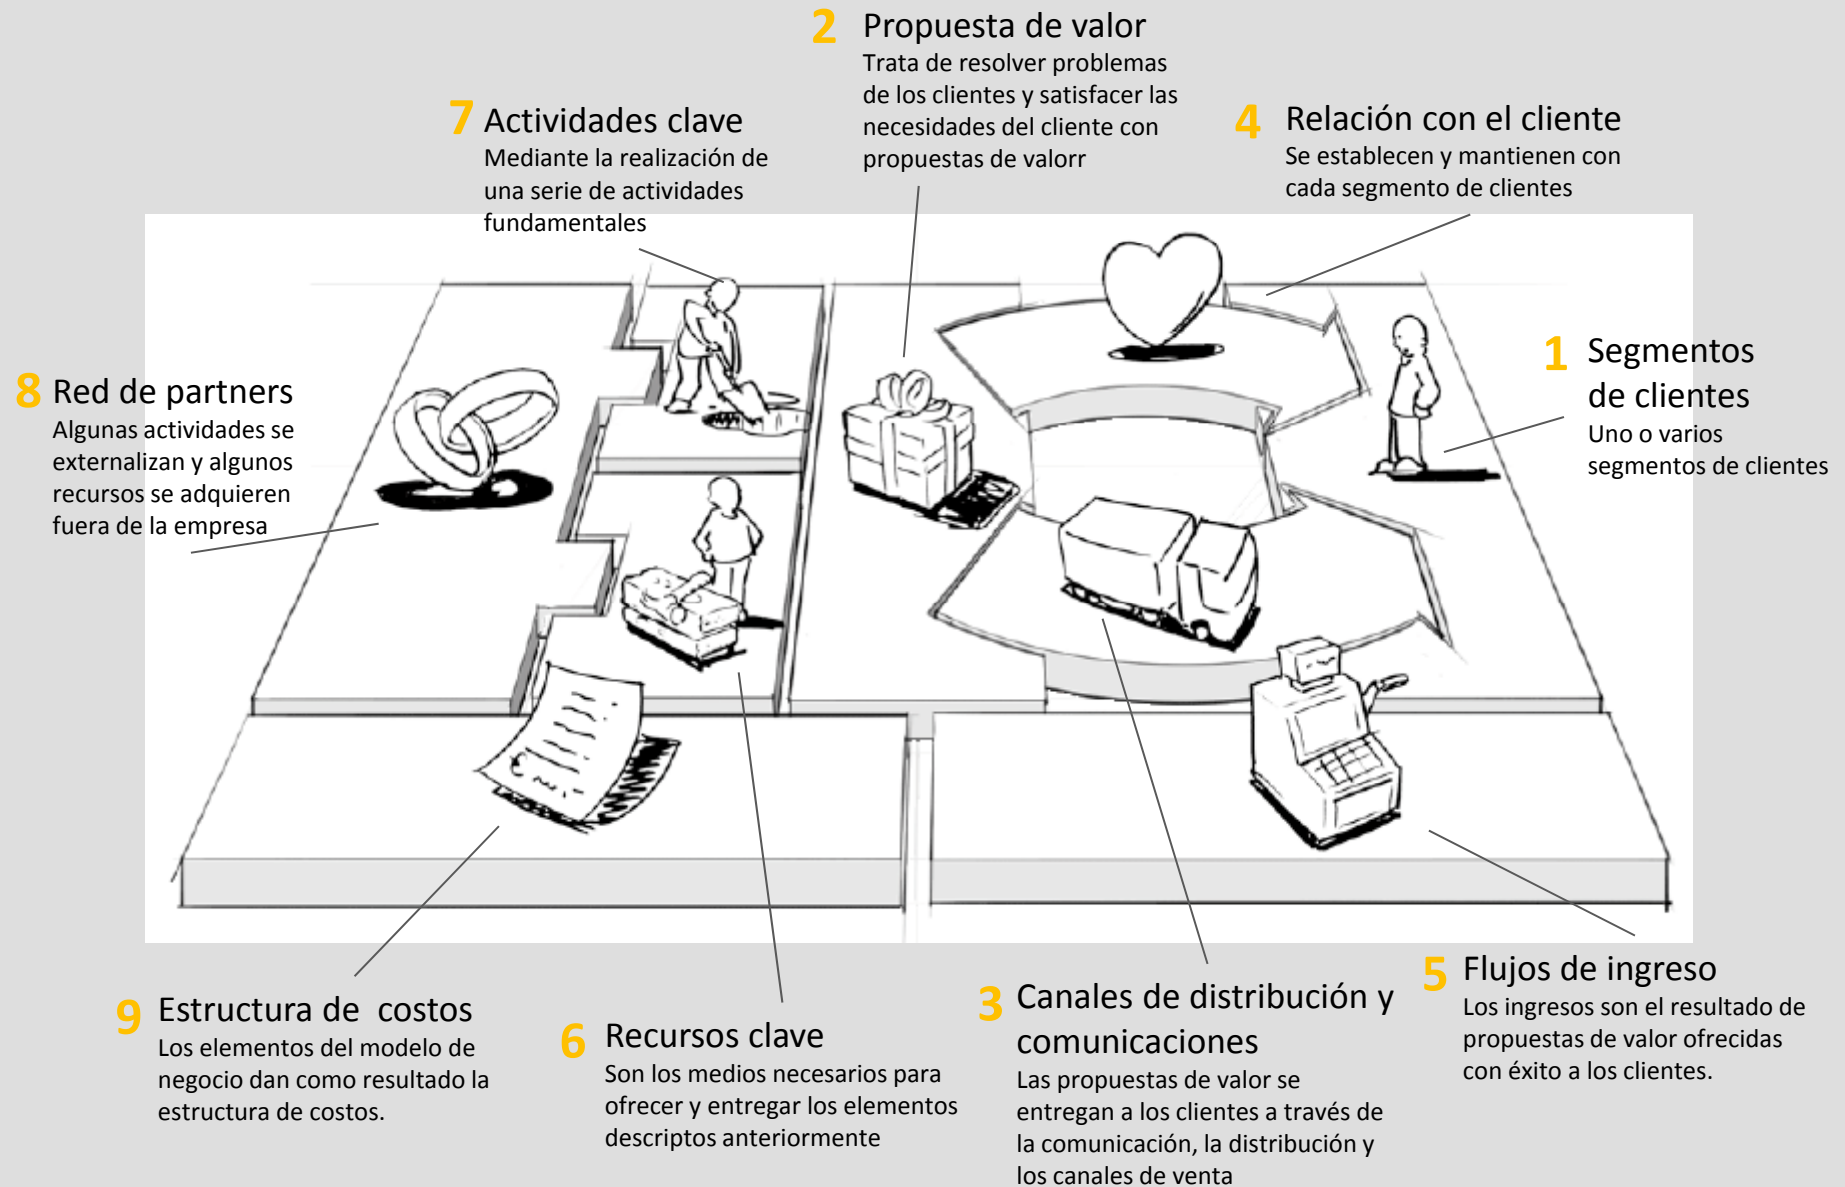 2 Propuesta de valor
Trata de resolver problemas
de los clientes y satisfacer las
necesidades del cliente con
propuestas de valorr
7 Actividades clave
Mediante la realización de
una serie de actividades
fundamentales
4 Relación con el cliente
Se establecen y mantienen con
cada segmento de clientes
1 Segmentos
de clientes
Uno o varios
segmentos de clientes
8 Red de partners
Algunas actividades se
externalizan y algunos
recursos se adquieren
fuera de la empresa
9 Estructura de  costos
Los elementos del modelo de
negocio dan como resultado la
estructura de costos.
6 Recursos clave
Son los medios necesarios para
ofrecer y entregar los elementos
descriptos anteriormente
3 Canales de distribución y
comunicaciones
Las propuestas de valor se
entregan a los clientes a través de
la comunicación, la distribución y
los canales de venta
5 Flujos de ingreso
Los ingresos son el resultado de
propuestas de valor ofrecidas
con éxito a los clientes.